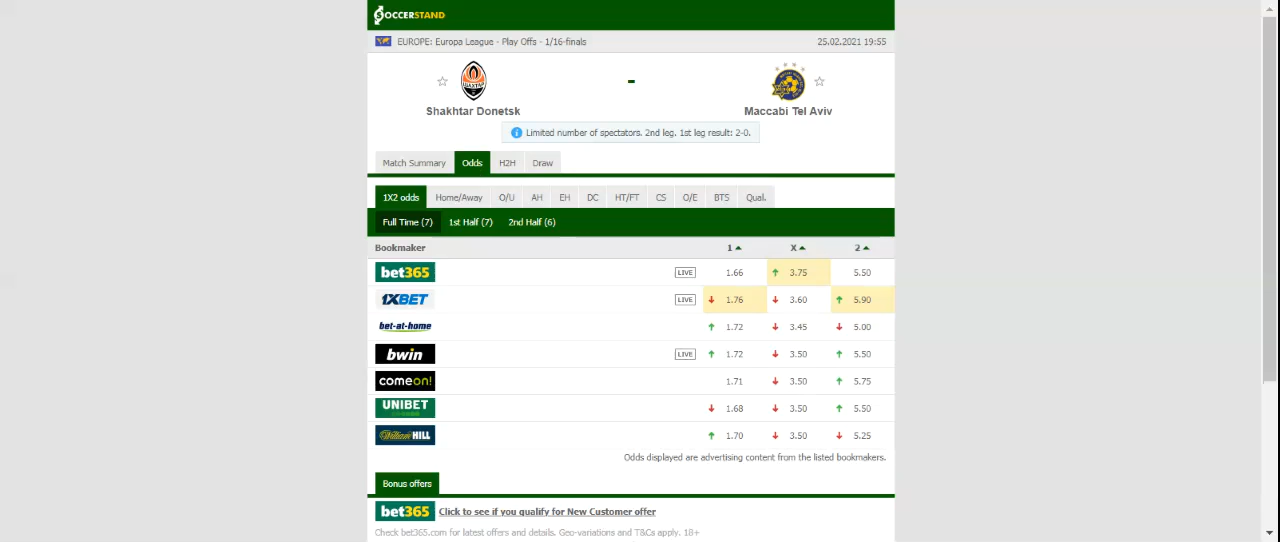 SOCCERSTAND
EUROPE: Europa League - Play Offs - 1/16-finals 25.02.2021 19:55
-
Shakhtar Donetsk Maccabi Tel Aviv
Limited number of spectators. 2nd leg. 1st leg result: 2-0.
Match Summary Odds H2H Draw
1X2 odds Home/Away O/U AH EH DC HT/FT CS O/E BTS Qual.
Full Time (7) 1st Half (7) 2nd Half (6)
Bookmaker 1 X 2
bet365 LIVE 1.66 3.75 5.50
1XBET LIVE 1.76 3.60 5.90
bet-at-home 1.72 3.45 5.00
bwin LIVE 1.72 3.50 5.50
comeon! 1.71 3.50 5.75
UNIBET 1.68 3.50 5.50
William HILL 1.70 3.50 5.25
Odds displayed are advertising content from the listed bookmakers.
Bonus offers
bet365 Click to see if you qualify for New Customer offer
Check bet365.com for latest offers and details. Geo-variations and T&Cs apply. 18+